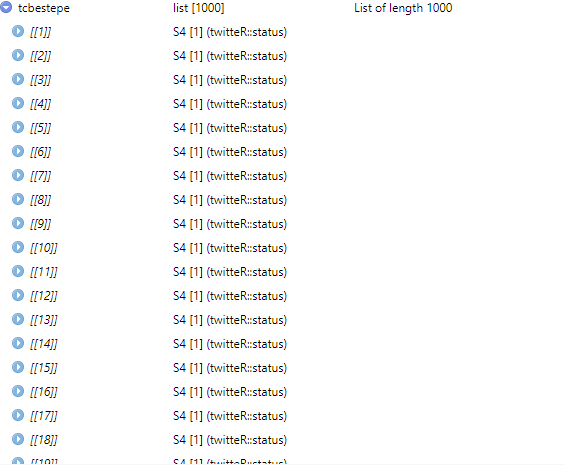 tcbestepe list [1000] List of length 1000
[[1]] S4 [1] (twitteR::status)
[[2]] S4 [1] (twitteR::status)
[[3]] S4 [1] (twitteR::status)
[[4]] S4 [1] (twitteR::status)
[[5]] S4 [1] (twitteR::status)
[[6]] S4 [1] (twitteR::status)
[[7]] S4 [1] (twitteR::status)
[[8]] S4 [1] (twitteR::status)
[[9]] S4 [1] (twitteR::status)
[[10]] S4 [1] (twitteR::status)
[[11]] S4 [1] (twitteR::status)
[[12]] S4 [1] (twitteR::status)
[[13]] S4 [1] (twitteR::status)
[[14]] S4 [1] (twitteR::status)
[[15]] S4 [1] (twitteR::status)
[[16]] S4 [1] (twitteR::status)
[[17]] S4 [1] (twitteR::status)
[[18]] S4 [1] (twitteR::status)
[[19]] S4 [1] (twitteR::status)